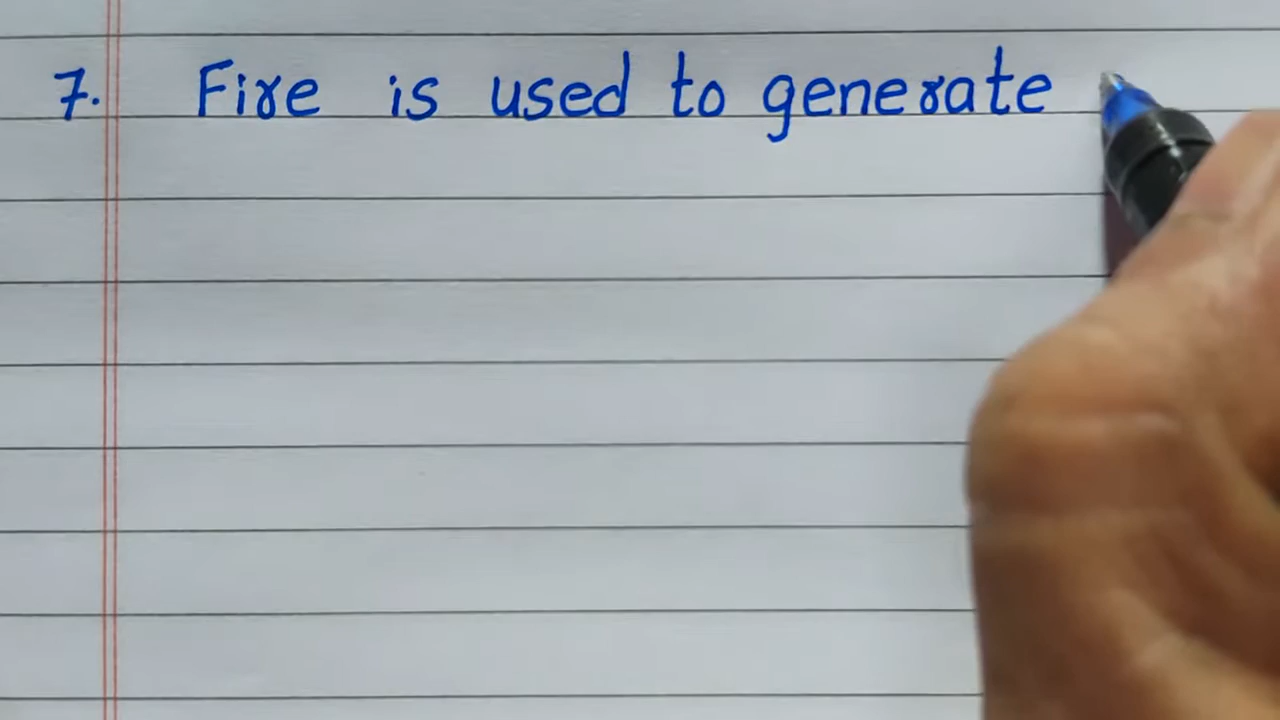 7. Fire is used to generate